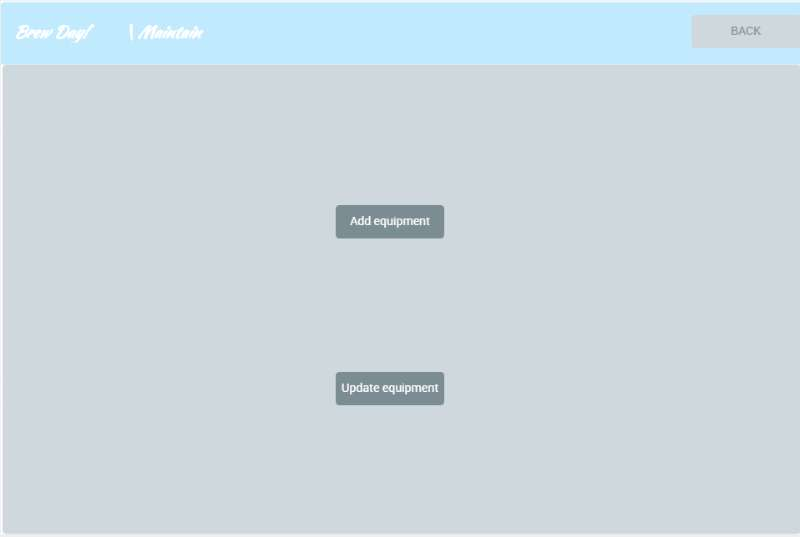 Brew Day! \ Maintain
BACK
Add equipment
Update equipment